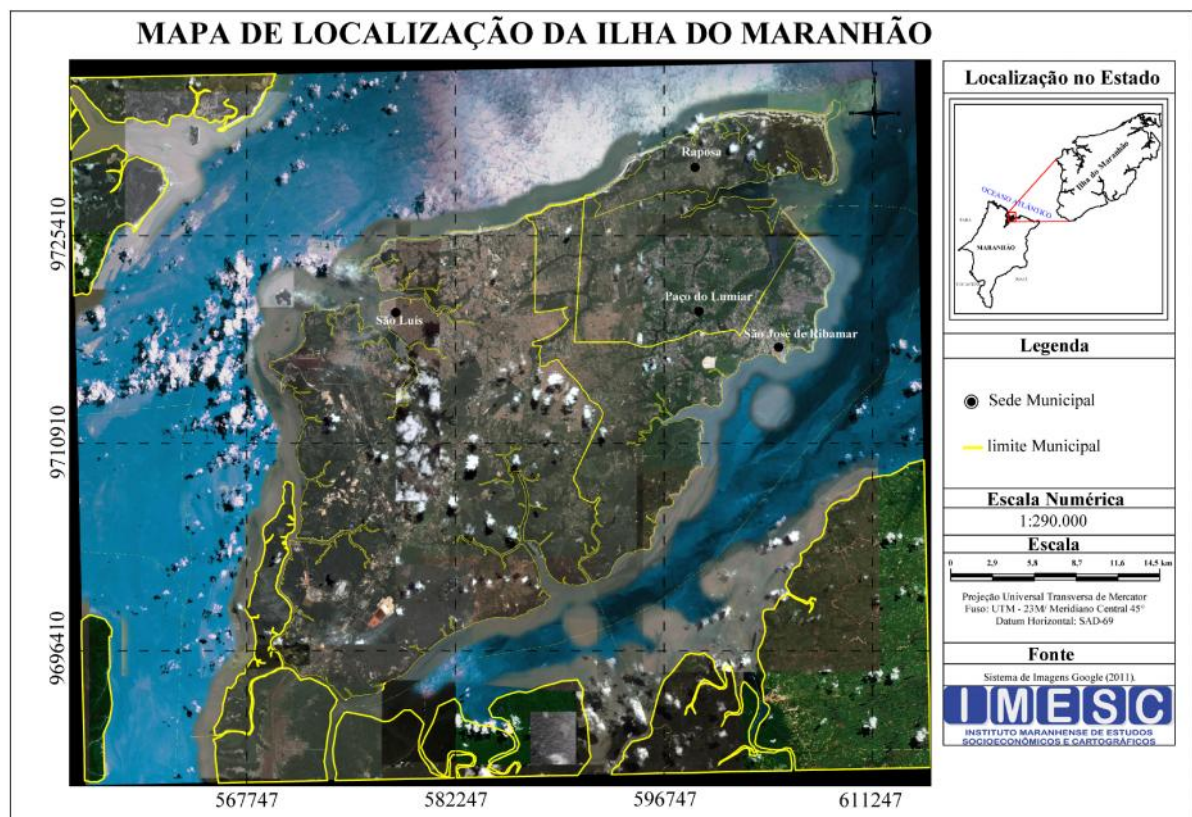 MAPA DE LOCALIZAÇÃO DA ILHA DO MARANHÃO
Raposa
Paço do Lumiar
São Luís
São José de Ribamar
9725410
9710910
9696410
567747
582247
596747
611247
Localização no Estado
Ilha do Maranhão
OCEANO ATLÂNTICO
MARANHÃO
Legenda
Sede Municipal
limite Municipal
Escala Numérica
1:290.000
Escala
0 2,9 5,8 8,7 11,6 14,5 km
Projeção Universal Transversa de Mercator
Fuso: UTM - 23M/ Meridiano Central 45°
Datum Horizontal: SAD-69
Fonte
Sistema de Imagens Google (2011).
IMESC
INSTITUTO MARANHENSE DE ESTUDOS
SOCIOECONÔMICOS E CARTOGRÁFICOS